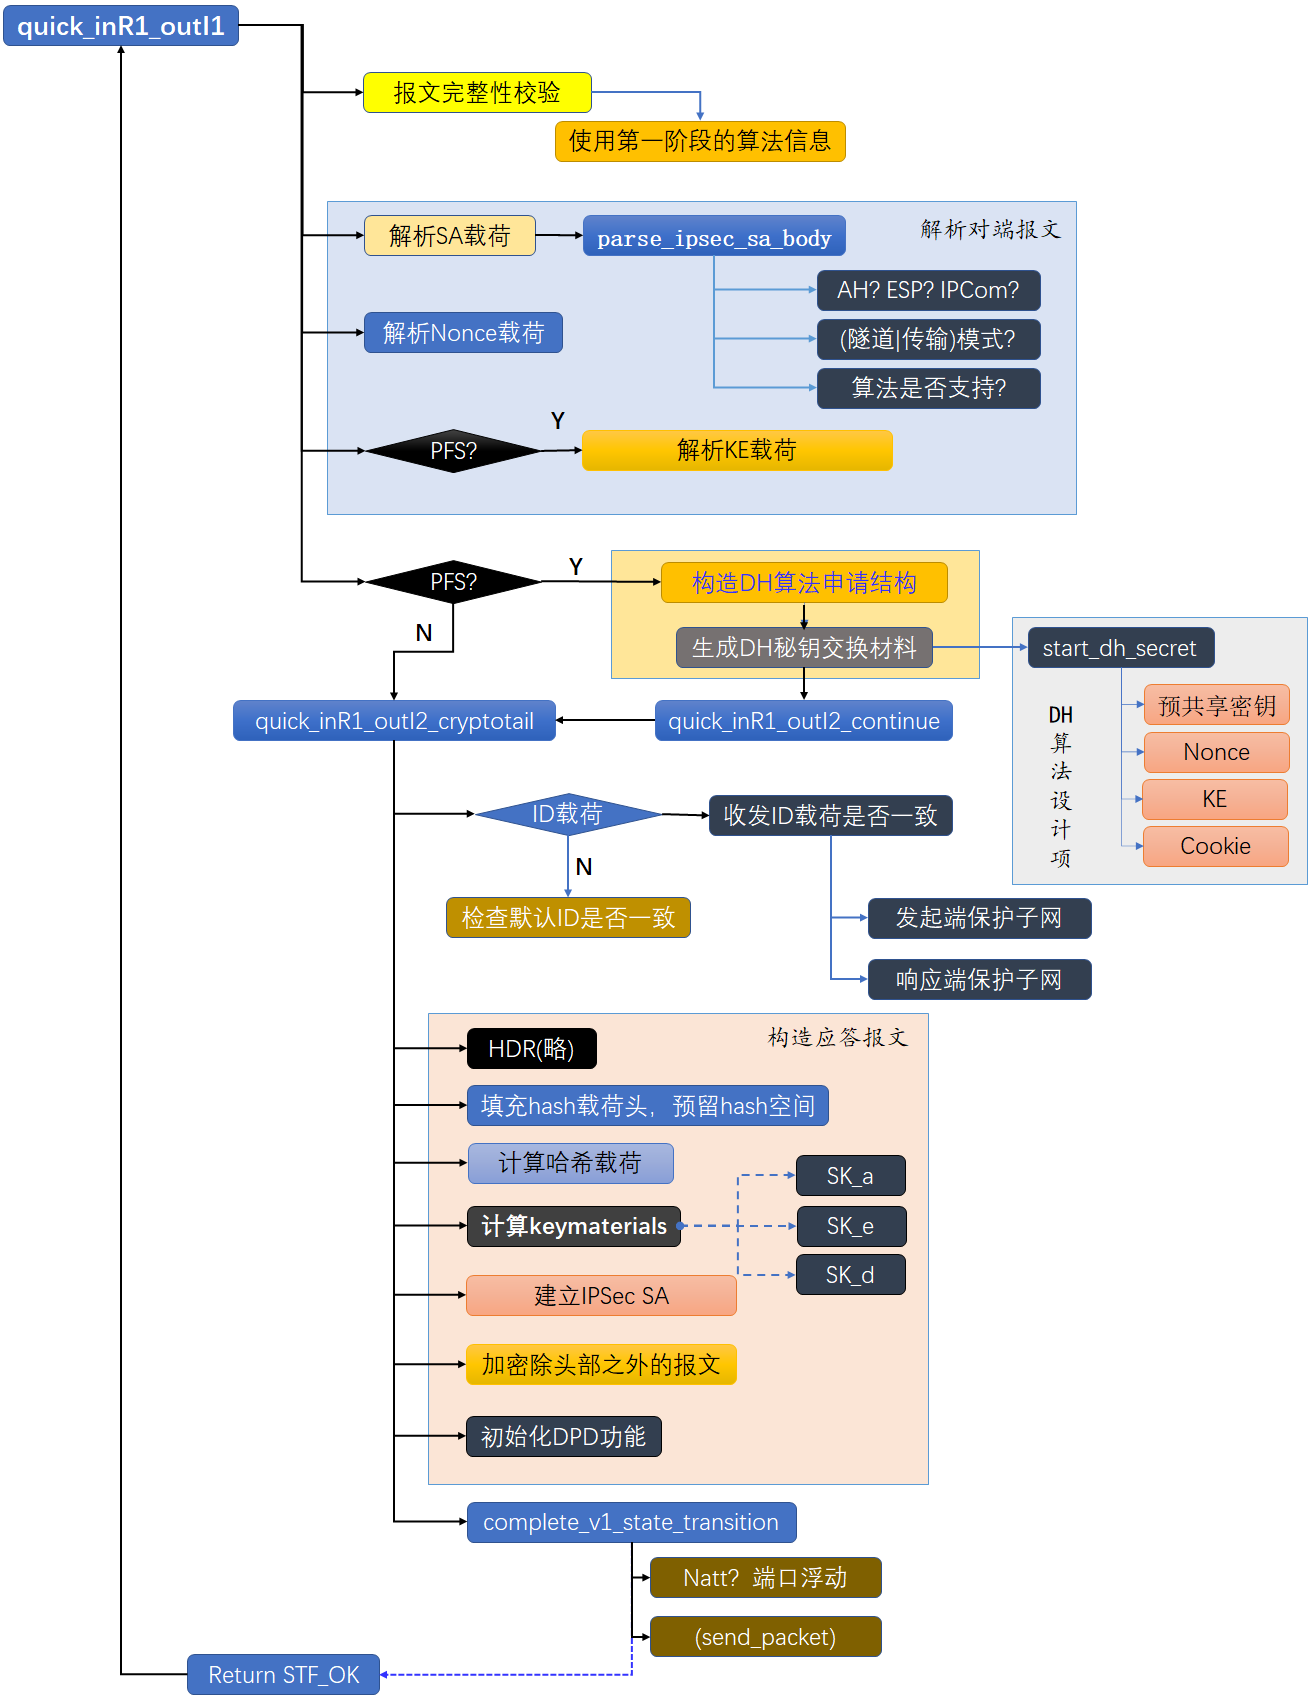 quick_inR1_outI1
报文完整性校验
使用第一阶段的算法信息
解析对端报文
解析SA载荷
parse_ipsec_sa_body
AH? ESP? IPCom?
解析Nonce载荷
(隧道|传输)模式?
算法是否支持?
PFS?
Y
解析KE载荷
PFS?
Y
N
构造DH算法申请结构
生成DH秘钥交换材料
start_dh_secret
DH
算
法
设
计
项
预共享密钥
Nonce
KE
Cookie
quick_inR1_outI2_cryptotail
quick_inR1_outI2_continue
ID载荷
收发ID载荷是否一致
N
检查默认ID是否一致
发起端保护子网
响应端保护子网
构造应答报文
HDR(略)
填充hash载荷头，预留hash空间
计算哈希载荷
计算keymaterials
SK_a
SK_e
SK_d
建立IPSec SA
加密除头部之外的报文
初始化DPD功能
complete_v1_state_transition
Natt? 端口浮动
(send_packet)
Return STF_OK